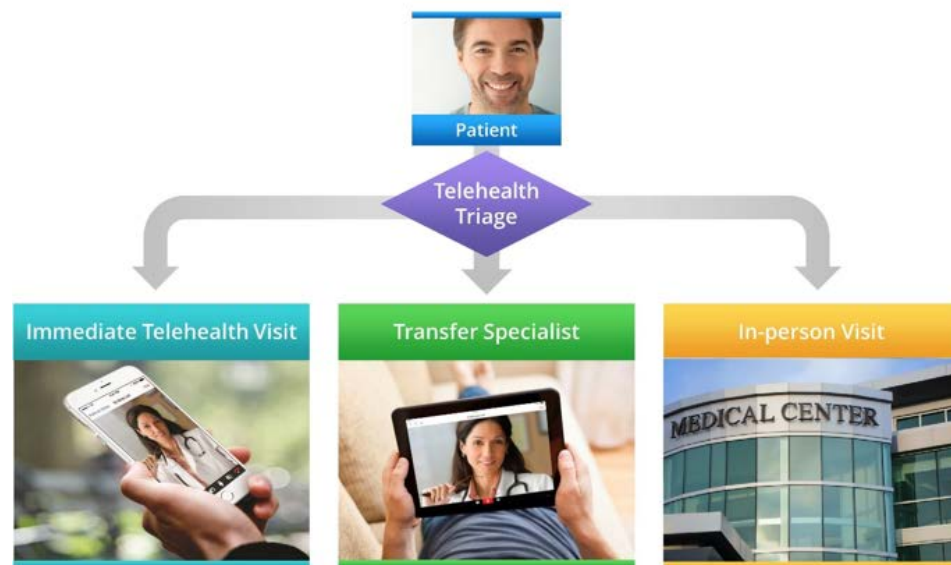 Patient
Telehealth
Triage
Immediate Telehealth Visit
Transfer Specialist
In-person Visit
MEDICAL CENTER